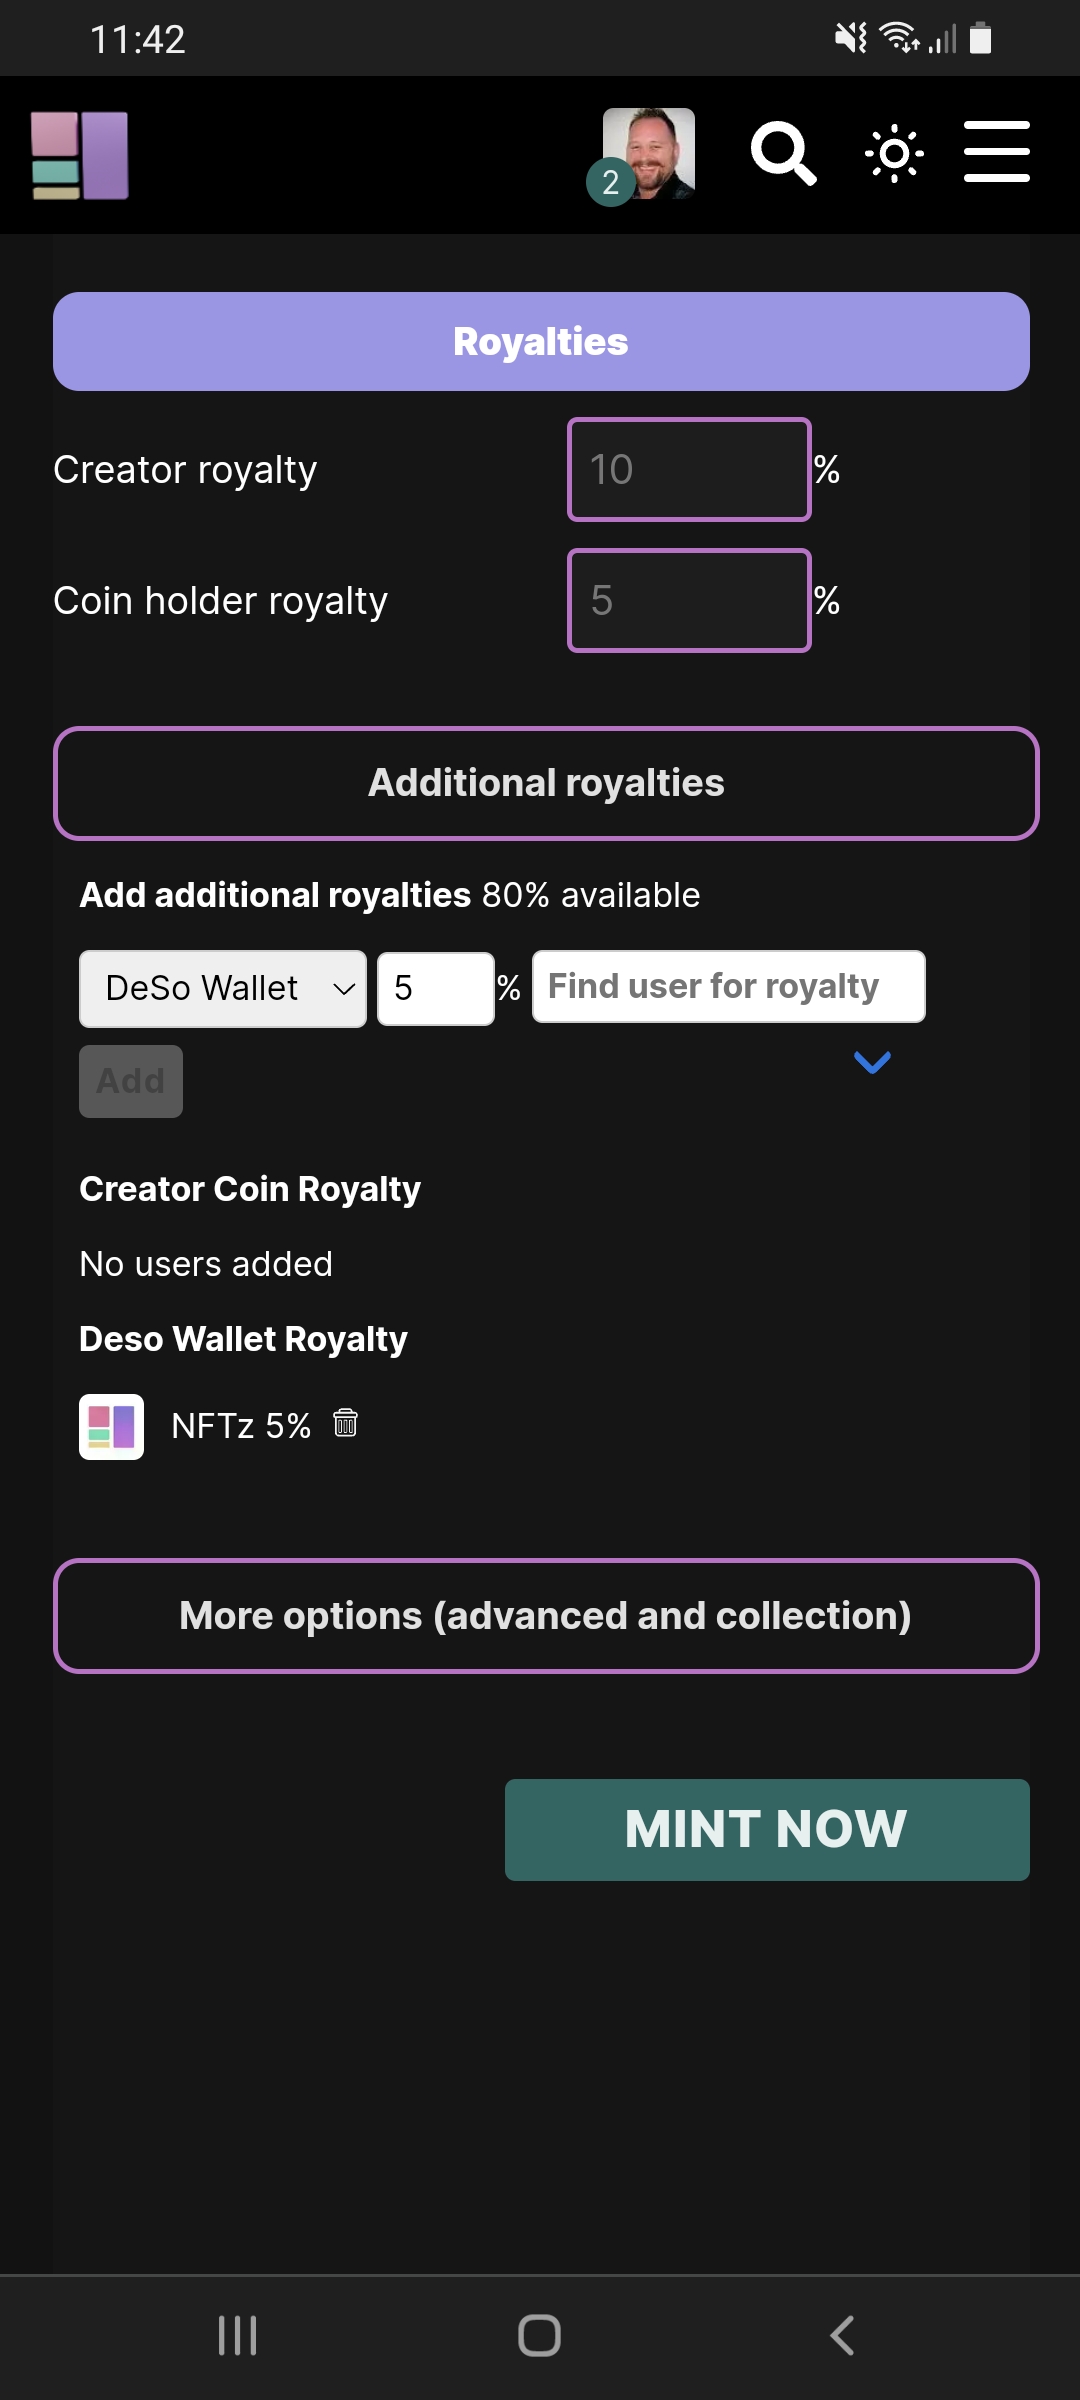 11:42
2
Royalties
Creator royalty 10 %
Coin holder royalty 5 %
Additional royalties
Add additional royalties 80% available
DeSo Wallet 5 % Find user for royalty
Add
Creator Coin Royalty
No users added
Deso Wallet Royalty
NFTz 5%
More options (advanced and collection)
MINT NOW